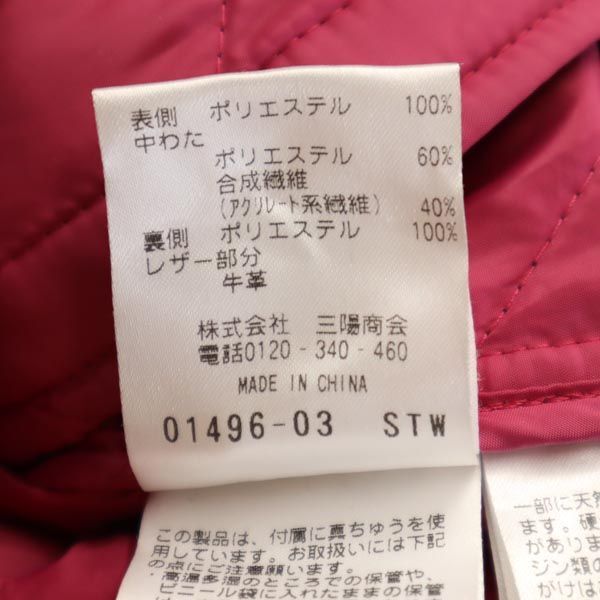 表側 ポリエステル 100%
中わた
ポリエステル 60%
合成繊維
(アクリレート系繊維) 40%
裏側 ポリエステル 100%
レザー部分
牛革
株式会社 三陽商会
電話0120-340-460
MADE IN CHINA
01496-03 STW
この製品は、付属に真ちゅうを使
用しています。お取扱いには下記
の点にご注意願います。
・高温多湿のところでの保管や、
ビニール袋に入れたままの保管
一部に天然
ます。硬
がありま
ジン類の
がけは